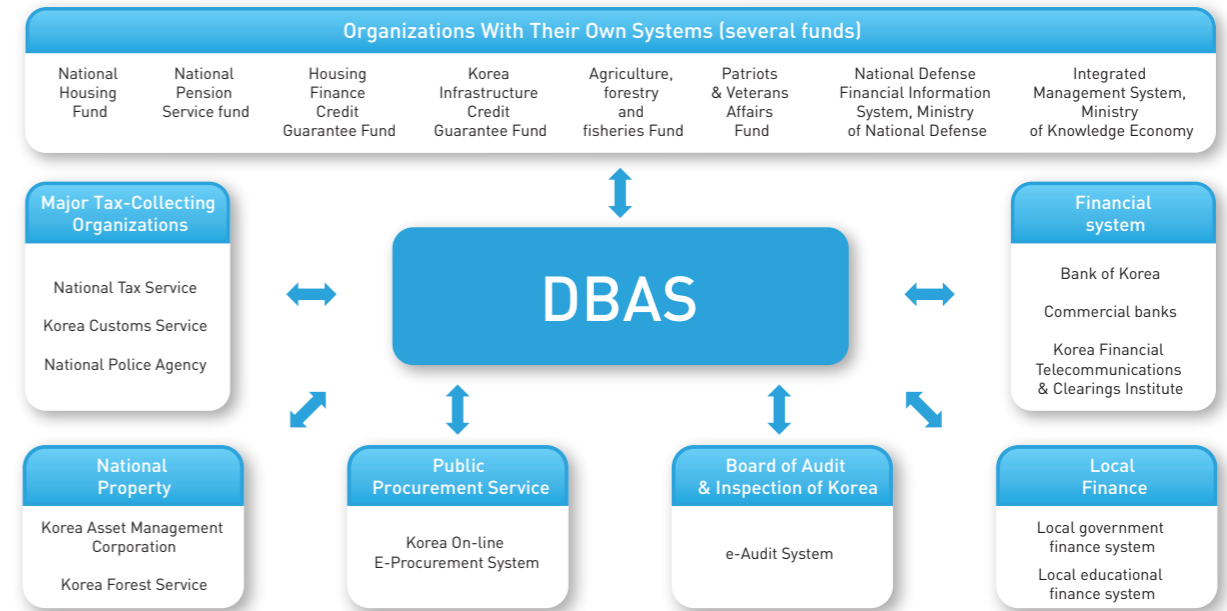 Organizations With Their Own Systems (several funds)
National
Housing
Fund
National
Pension
Service fund
Housing
Finance
Credit
Guarantee Fund
Korea
Infrastructure
Credit
Guarantee Fund
Agriculture,
forestry
and
fisheries Fund
Patriots
& Veterans
Affairs
Fund
National Defense
Financial Information
System, Ministry
of National Defense
Integrated
Management System,
Ministry
of Knowledge Economy
Major Tax-Collecting
Organizations
National Tax Service
Korea Customs Service
National Police Agency
DBAS
Financial
system
Bank of Korea
Commercial banks
Korea Financial
Telecommunications
& Clearings Institute
National
Property
Korea Asset Management
Corporation
Korea Forest Service
Public
Procurement Service
Korea On-line
E-Procurement System
Board of Audit
& Inspection of Korea
e-Audit System
Local
Finance
Local government
finance system
Local educational
finance system